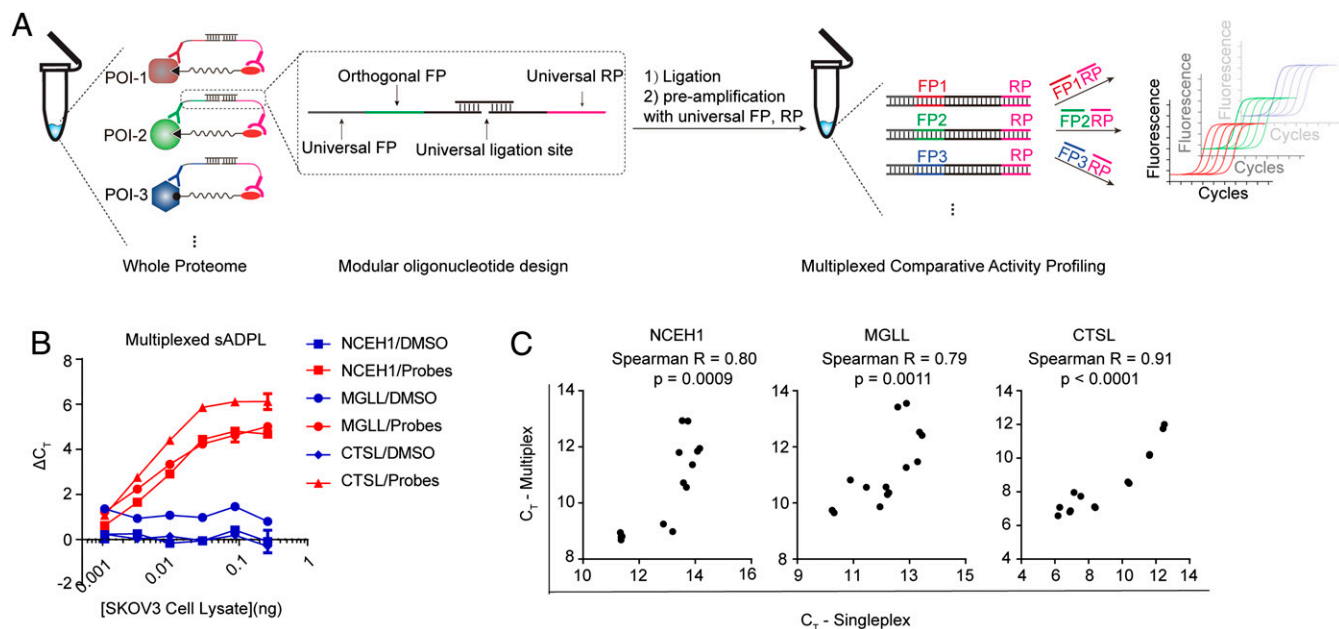 A
POI-1
POI-2
POI-3
...
Whole Proteome
Orthogonal FP
Universal RP
Universal FP
Universal ligation site
Modular oligonucleotide design
1) Ligation
2) pre-amplification
with universal FP, RP
FP1
RP
FP2
RP
FP3
RP
...
FP1 RP
FP2 RP
FP3 RP
Fluorescence
Cycles
Fluorescence
Cycles
Fluorescence
Cycles
Multiplexed Comparative Activity Profiling
B
Multiplexed sADPL
8
6
4
2
0
-2
ΔC_T
0.001
0.01
0.1
1
[SKOV3 Cell Lysate](ng)
NCEH1/DMSO
NCEH1/Probes
MGLL/DMSO
MGLL/Probes
CTSL/DMSO
CTSL/Probes
C
NCEH1
Spearman R = 0.80
p = 0.0009
14
12
10
8
10 12 14 16
MGLL
Spearman R = 0.79
p = 0.0011
14
12
10
8
9 11 13 15
CTSL
Spearman R = 0.91
p < 0.0001
14
12
10
8
6
4
4 6 8 10 12 14
C_T - Multiplex
C_T - Singleplex